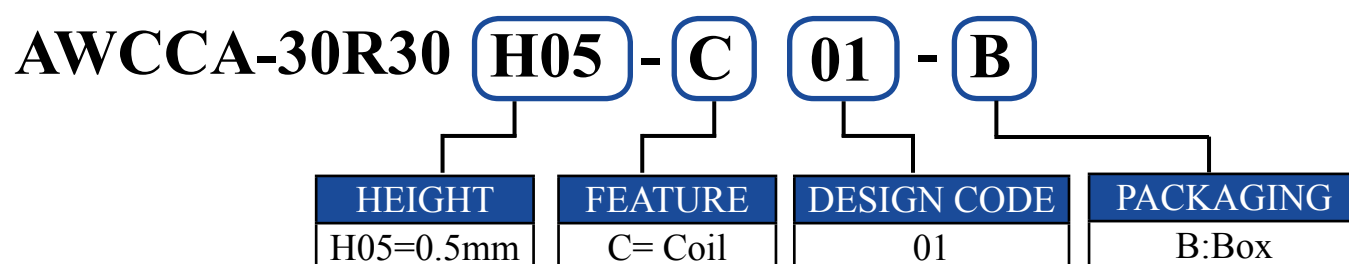 AWCCA-30R30 H05 - C 01 - B
HEIGHT FEATURE DESIGN CODE PACKAGING
H05=0.5mm C= Coil 01 B:Box